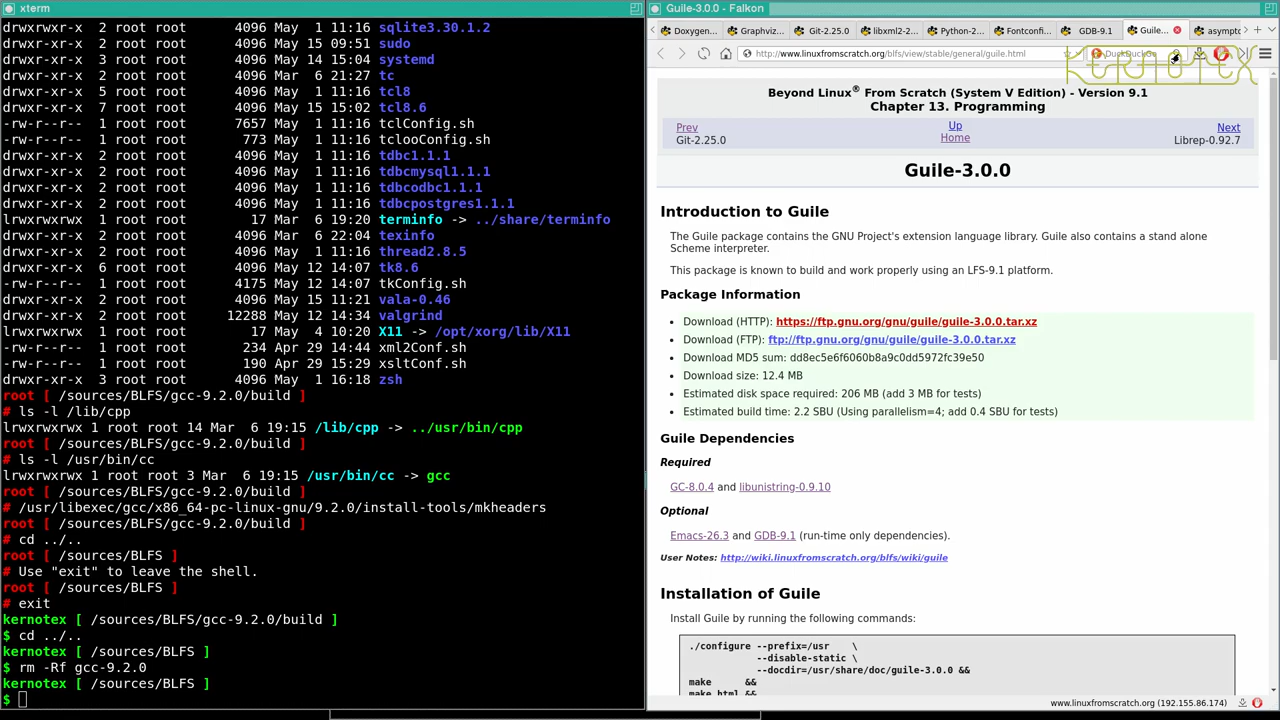 xterm
drwxrwxr-x  2 root root     4096 May  1 11:16 sqlite3.30.1.2
drwxr-xr-x  2 root root     4096 May 15 09:51 sudo
drwxr-xr-x  3 root root     4096 May 14 15:04 systemd
drwxr-xr-x  2 root root     4096 Mar  6 21:27 tc
drwxr-xr-x  5 root root     4096 May  1 11:16 tcl8
drwxr-xr-x  7 root root     4096 May 15 15:02 tcl8.6
-rw-r--r--  1 root root     7657 May  1 11:16 tclConfig.sh
-rw-r--r--  1 root root      773 May  1 11:16 tclooConfig.sh
drwxr-xr-x  2 root root     4096 May  1 11:16 tdbc1.1.1
drwxr-xr-x  2 root root     4096 May  1 11:16 tdbcmysql1.1.1
drwxr-xr-x  2 root root     4096 May  1 11:16 tdbcodbc1.1.1
drwxr-xr-x  2 root root     4096 May  1 11:16 tdbcpostgres1.1.1
lrwxrwxrwx  1 root root       17 Mar  6 19:20 terminfo -> ../share/terminfo
drwxr-xr-x  2 root root     4096 Mar  6 22:04 texinfo
drwxr-xr-x  2 root root     4096 May  1 11:16 thread2.8.5
drwxr-xr-x  6 root root     4096 May 12 14:07 tk8.6
-rw-r--r--  1 root root     4175 May 12 14:07 tkConfig.sh
drwxr-xr-x  2 root root     4096 May 15 11:21 vala-0.46
drwxr-xr-x  2 root root    12288 May 12 14:34 valgrind
lrwxrwxrwx  1 root root       17 May  4 10:20 X11 -> /opt/xorg/lib/X11
-rw-r--r--  1 root root      234 Apr 29 14:44 xml2Conf.sh
-rw-r--r--  1 root root      190 Apr 29 15:29 xsltConf.sh
drwxr-xr-x  3 root root     4096 May  1 16:18 zsh
root [ /sources/BLFS/gcc-9.2.0/build ]
# ls -l /lib/cpp
lrwxrwxrwx 1 root root 14 Mar  6 19:15 /lib/cpp -> ../usr/bin/cpp
root [ /sources/BLFS/gcc-9.2.0/build ]
# ls -l /usr/bin/cc
lrwxrwxrwx 1 root root 3 Mar  6 19:15 /usr/bin/cc -> gcc
root [ /sources/BLFS/gcc-9.2.0/build ]
# /usr/libexec/gcc/x86_64-pc-linux-gnu/9.2.0/install-tools/mkheaders
root [ /sources/BLFS/gcc-9.2.0/build ]
# cd ../..
root [ /sources/BLFS ]
# Use "exit" to leave the shell.
root [ /sources/BLFS ]
# exit
kernotex [ /sources/BLFS/gcc-9.2.0/build ]
$ cd ../..
kernotex [ /sources/BLFS ]
$ rm -Rf gcc-9.2.0
kernotex [ /sources/BLFS ]
$
Guile-3.0.0 - Falkon
Doxygen... Graphviz... Git-2.25.0 libxml2-... Python-2... Fontconfi... GDB-9.1 Guile... asympto
http://www.linuxfromscratch.org/blfs/view/stable/general/guile.html DuckDuckGo
KERNOTEX
Beyond Linux® From Scratch (System V Edition) - Version 9.1
Chapter 13. Programming
Prev Up Next
Git-2.25.0 Home Librep-0.92.7
Guile-3.0.0
Introduction to Guile
The Guile package contains the GNU Project's extension language library. Guile also contains a stand alone
Scheme interpreter.
This package is known to build and work properly using an LFS-9.1 platform.
Package Information
• Download (HTTP): https://ftp.gnu.org/gnu/guile/guile-3.0.0.tar.xz
• Download (FTP): ftp://ftp.gnu.org/gnu/guile/guile-3.0.0.tar.xz
• Download MD5 sum: dd8ec5e6f6060b8a9c0dd5972fc39e50
• Download size: 12.4 MB
• Estimated disk space required: 206 MB (add 3 MB for tests)
• Estimated build time: 2.2 SBU (Using parallelism=4; add 0.4 SBU for tests)
Guile Dependencies
Required
GC-8.0.4 and libunistring-0.9.10
Optional
Emacs-26.3 and GDB-9.1 (run-time only dependencies).
User Notes: http://wiki.linuxfromscratch.org/blfs/wiki/guile
Installation of Guile
Install Guile by running the following commands:
./configure --prefix=/usr    \
            --disable-static \
            --docdir=/usr/share/doc/guile-3.0.0 &&
make      &&
make html &&
www.linuxfromscratch.org (192.155.86.174)